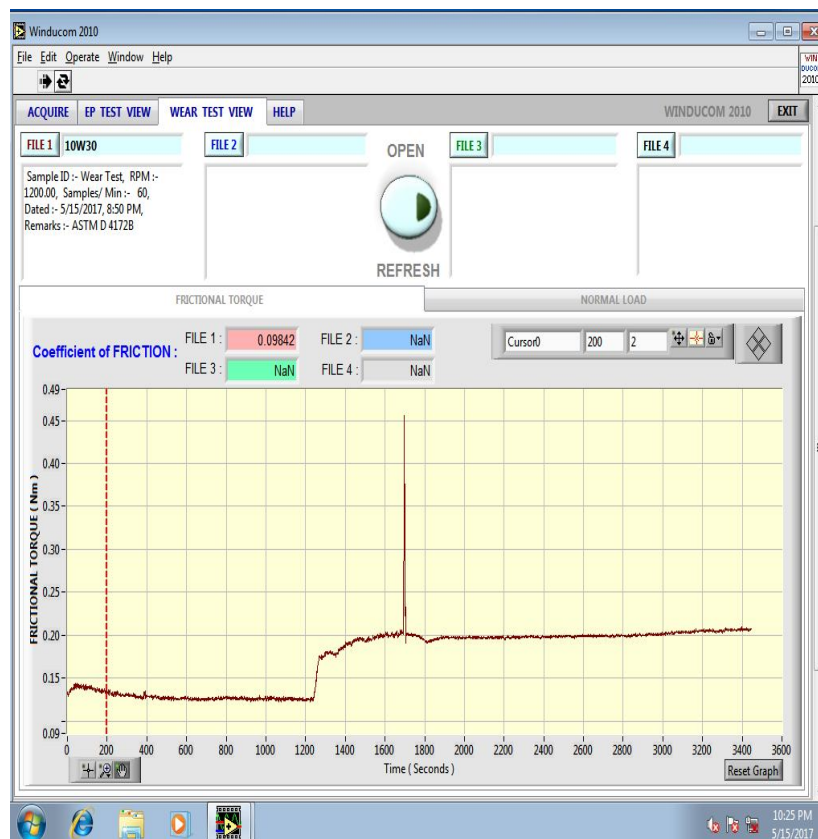 Winducom 2010
File Edit Operate Window Help
WIN
DUCOM
2010
ACQUIRE EP TEST VIEW WEAR TEST VIEW HELP WINDUCOM 2010 EXIT
FILE 1 10W30 FILE 2 OPEN FILE 3 FILE 4
Sample ID :- Wear Test, RPM :-
1200.00, Samples/ Min :- 60,
Dated :- 5/15/2017, 8:50 PM,
Remarks :- ASTM D 4172B
REFRESH
FRICTIONAL TORQUE NORMAL LOAD
Coefficient of FRICTION : FILE 1 : 0.09842 FILE 2 : NaN
FILE 3 : NaN FILE 4 : NaN
Cursor0 200 2
0.49
0.45
0.40
0.35
0.30
0.25
0.20
0.15
0.09
FRICTIONAL TORQUE ( Nm )
0 200 400 600 800 1000 1200 1400 1600 1800 2000 2200 2400 2600 2800 3000 3200 3400 3600
Time ( Seconds )
Reset Graph
10:25 PM
5/15/2017